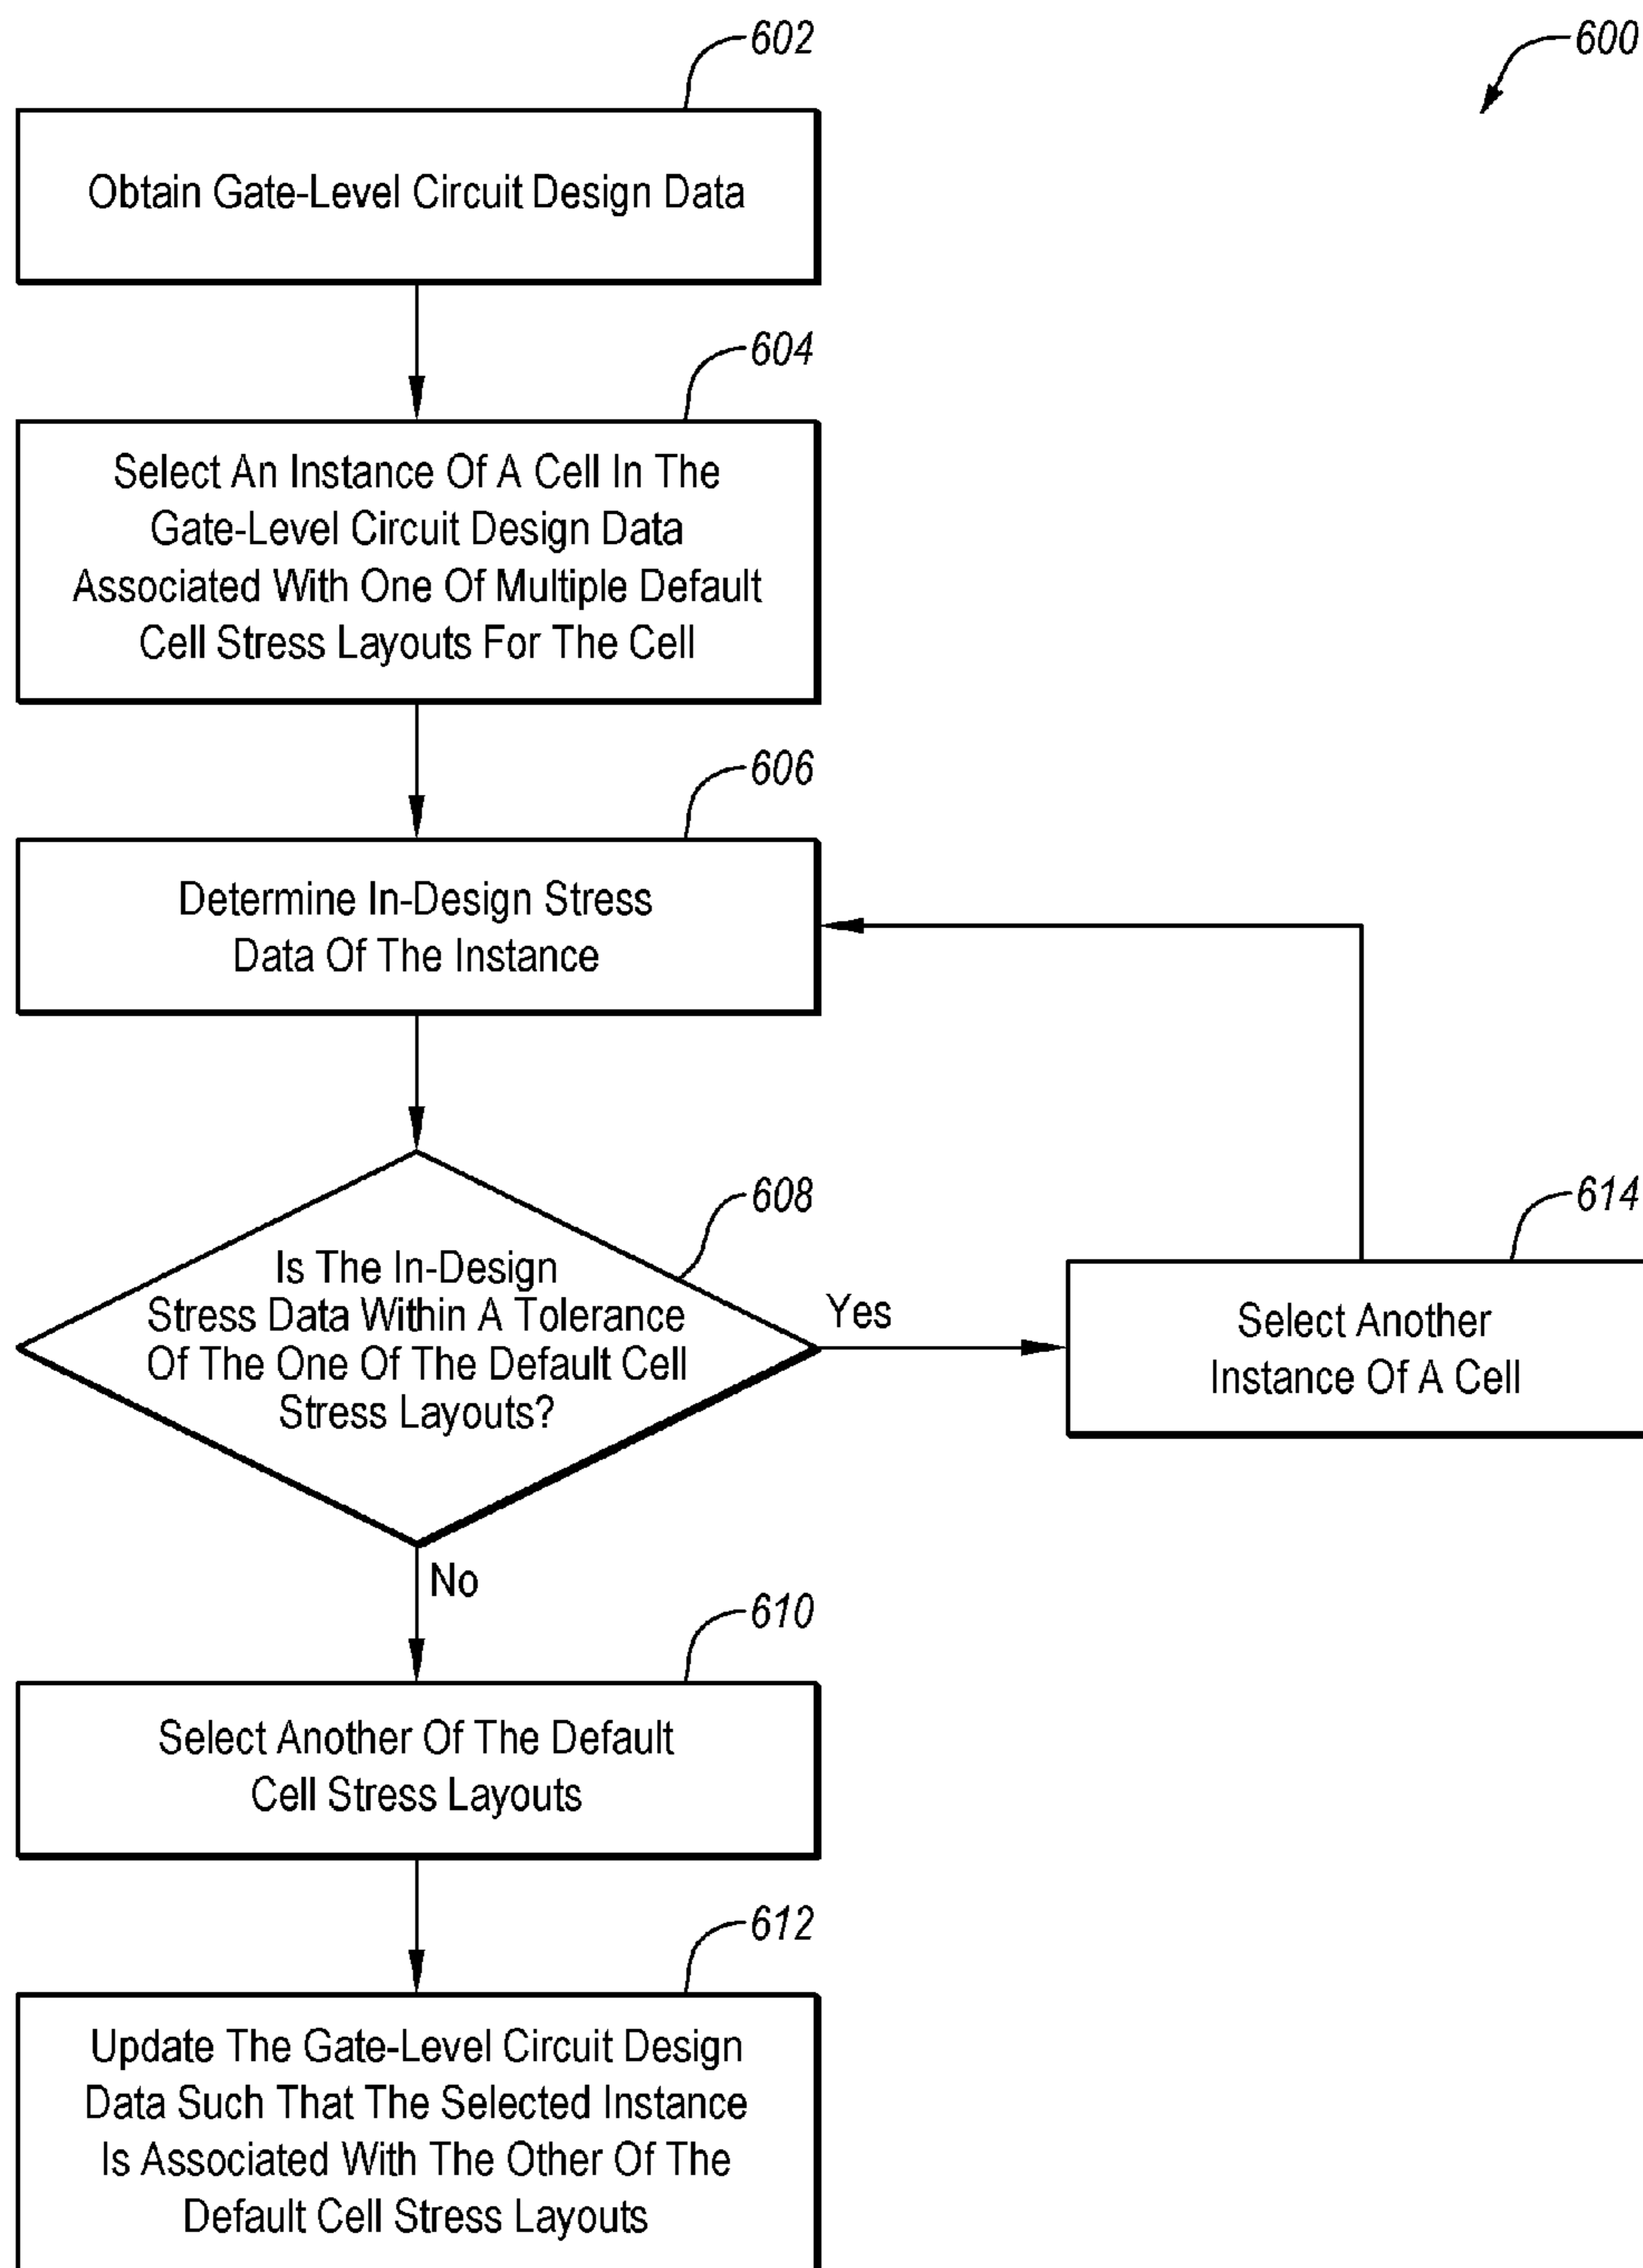 602
600
Obtain Gate-Level Circuit Design Data
604
Select An Instance Of A Cell In The
Gate-Level Circuit Design Data
Associated With One Of Multiple Default
Cell Stress Layouts For The Cell
606
Determine In-Design Stress
Data Of The Instance
608
614
Is The In-Design
Stress Data Within A Tolerance
Of The One Of The Default Cell
Stress Layouts?
Yes
Select Another
Instance Of A Cell
No
610
Select Another Of The Default
Cell Stress Layouts
612
Update The Gate-Level Circuit Design
Data Such That The Selected Instance
Is Associated With The Other Of The
Default Cell Stress Layouts